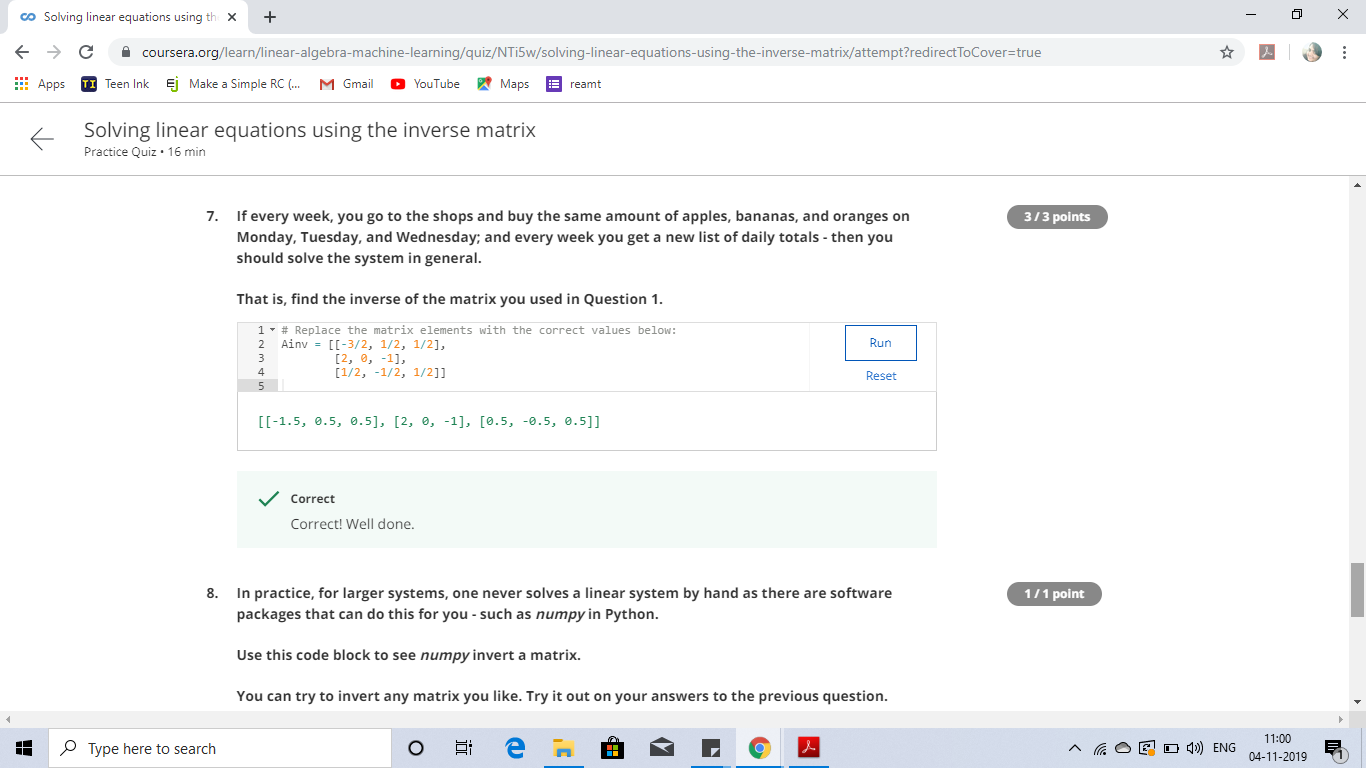 Solving linear equations using th
coursera.org/learn/linear-algebra-machine-learning/quiz/NTi5w/solving-linear-equations-using-the-inverse-matrix/attempt?redirectToCover=true
Apps TI Teen Ink Ej Make a Simple RC (... Gmail YouTube Maps reamt
Solving linear equations using the inverse matrix
Practice Quiz • 16 min
7. If every week, you go to the shops and buy the same amount of apples, bananas, and oranges on
Monday, Tuesday, and Wednesday; and every week you get a new list of daily totals - then you
should solve the system in general.
3 / 3 points
That is, find the inverse of the matrix you used in Question 1.
1 # Replace the matrix elements with the correct values below:
2 Ainv = [[-3/2, 1/2, 1/2],
3 [2, 0, -1],
4 [1/2, -1/2, 1/2]]
5
Run
Reset
[[-1.5, 0.5, 0.5], [2, 0, -1], [0.5, -0.5, 0.5]]
Correct
Correct! Well done.
8. In practice, for larger systems, one never solves a linear system by hand as there are software
packages that can do this for you - such as numpy in Python.
1 / 1 point
Use this code block to see numpy invert a matrix.
You can try to invert any matrix you like. Try it out on your answers to the previous question.
Type here to search
ENG
11:00
04-11-2019
1